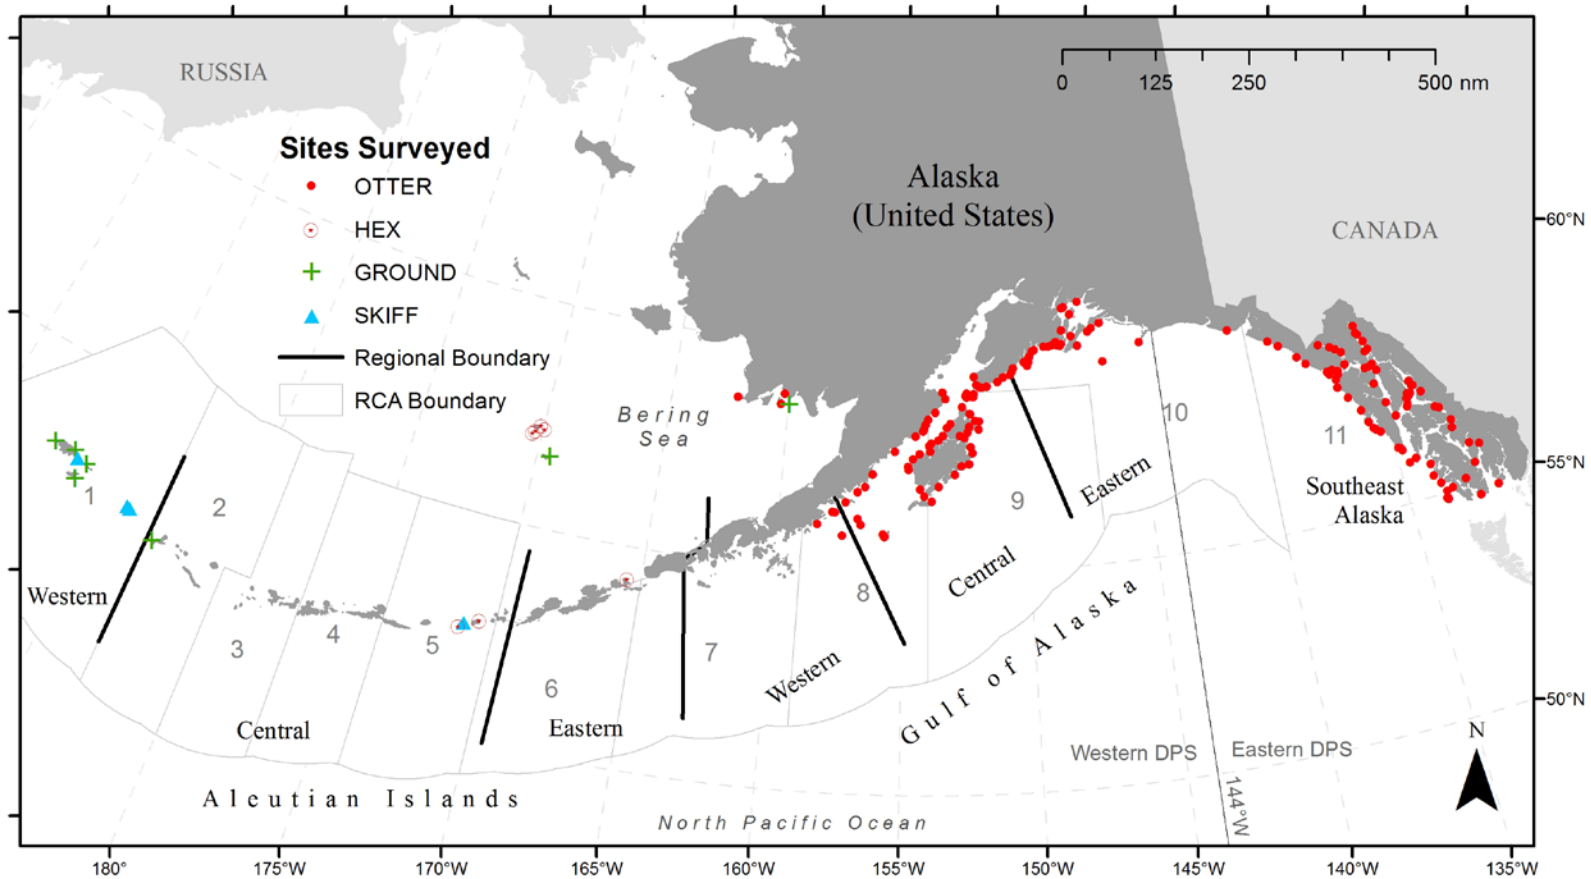 RUSSIA
0 125 250 500 nm
Sites Surveyed
OTTER
HEX
GROUND
SKIFF
Regional Boundary
RCA Boundary
Alaska
(United States)
CANADA
60°N
55°N
50°N
Bering
Sea
1
2
3
4
5
6
7
8
9
10
11
Western
Central
Eastern
Western
Central
Eastern
Southeast
Alaska
Gulf of Alaska
Western DPS
Eastern DPS
144°W
N
Aleutian Islands
North Pacific Ocean
180°
175°W
170°W
165°W
160°W
155°W
150°W
145°W
140°W
135°W